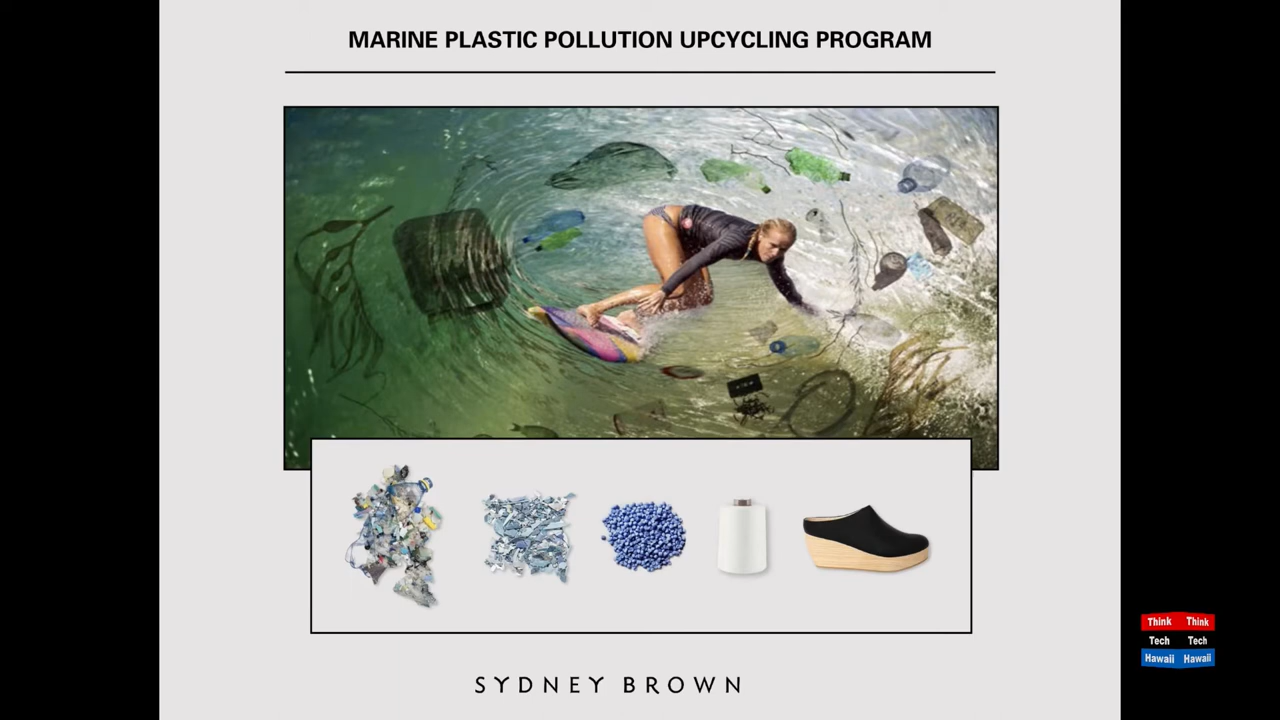 MARINE PLASTIC POLLUTION UPCYCLING PROGRAM
SYDNEY BROWN
Think Think
Tech Tech
Hawaii Hawaii